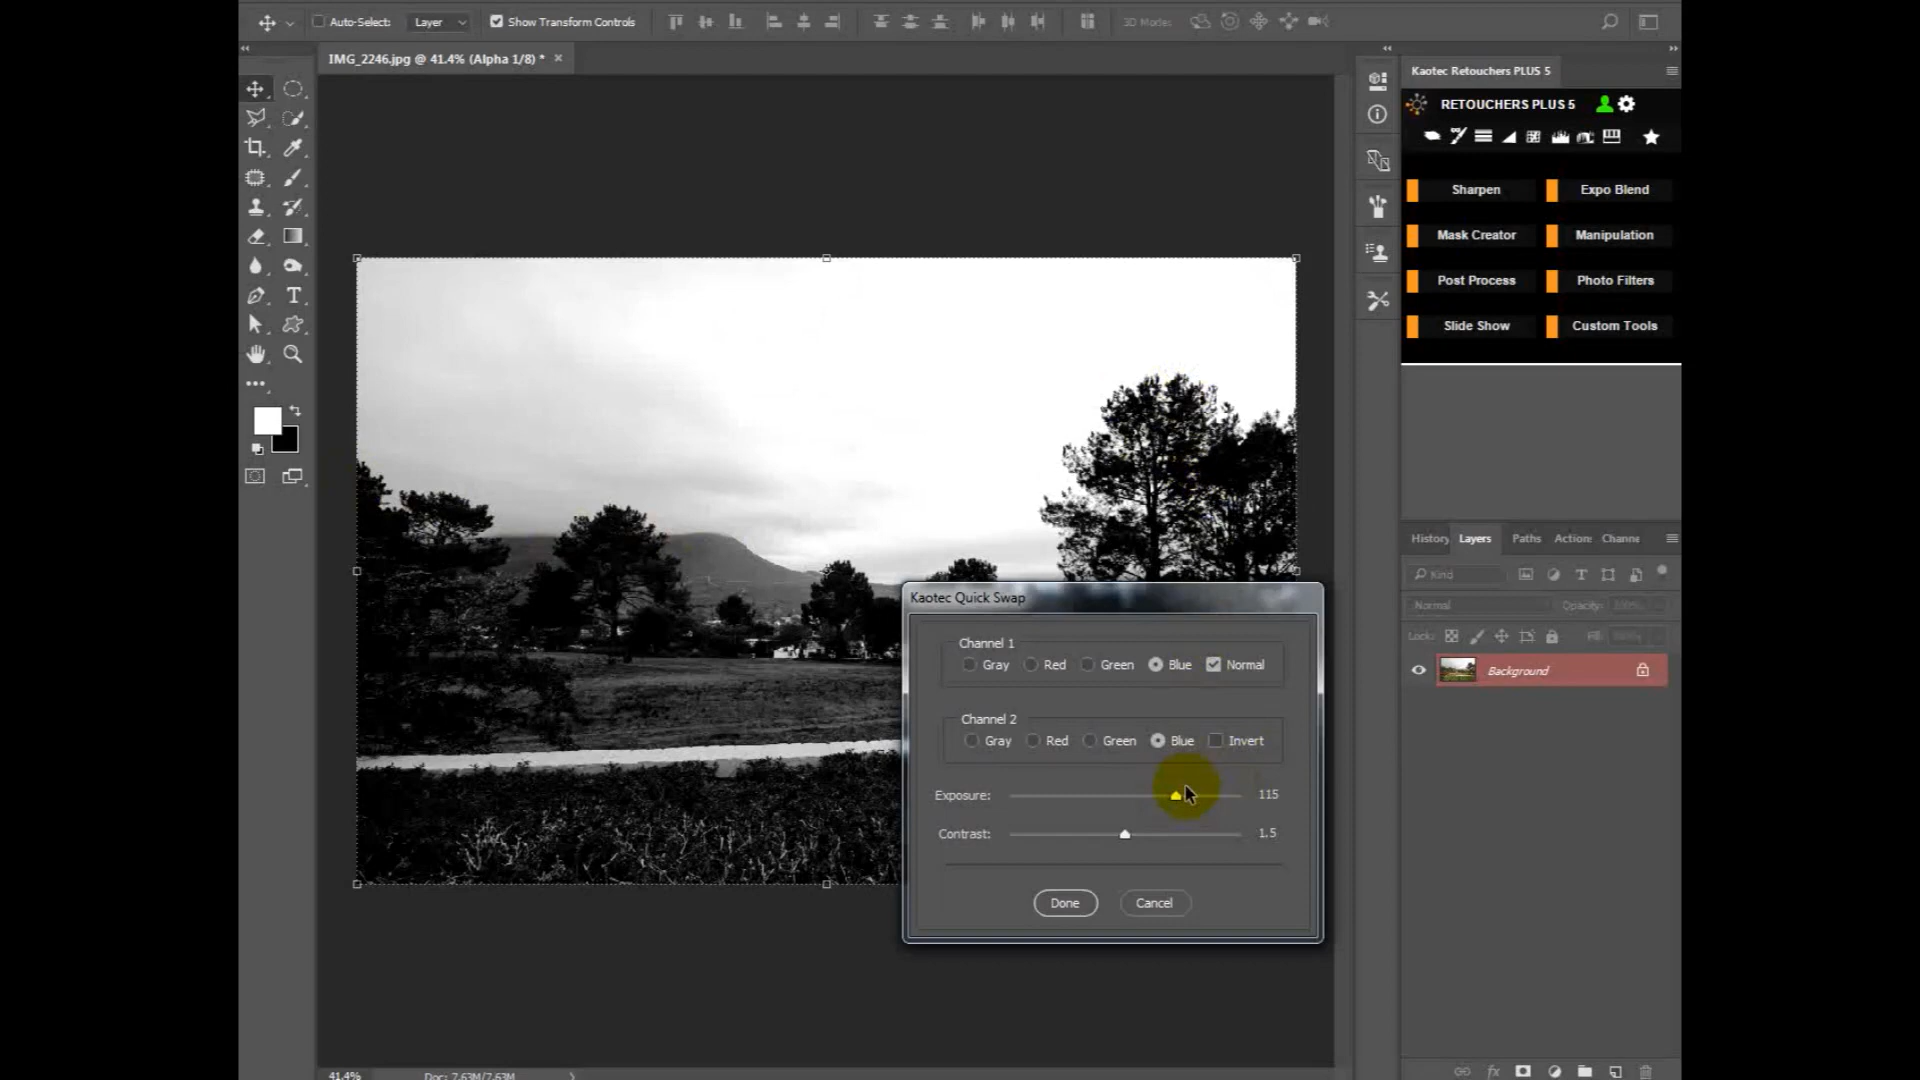 Auto-Select: Layer Show Transform Controls 3D Mode:
IMG_2246.jpg @ 41.4% (Alpha 1/8) * ×
Kaotec Retouchers PLUS 5
RETOUCHERS PLUS 5
Sharpen Expo Blend
Mask Creator Manipulation
Post Process Photo Filters
Slide Show Custom Tools
History Layers Paths Action: Channe
Kind
Normal Opacity: 100%
Lock: Fill:
Background
Kaotec Quick Swap
Channel 1
Gray Red Green Blue Normal
Channel 2
Gray Red Green Blue Invert
Exposure: 115
Contrast: 1.5
Done Cancel
41.4% Doc: 7.63M/7.63M